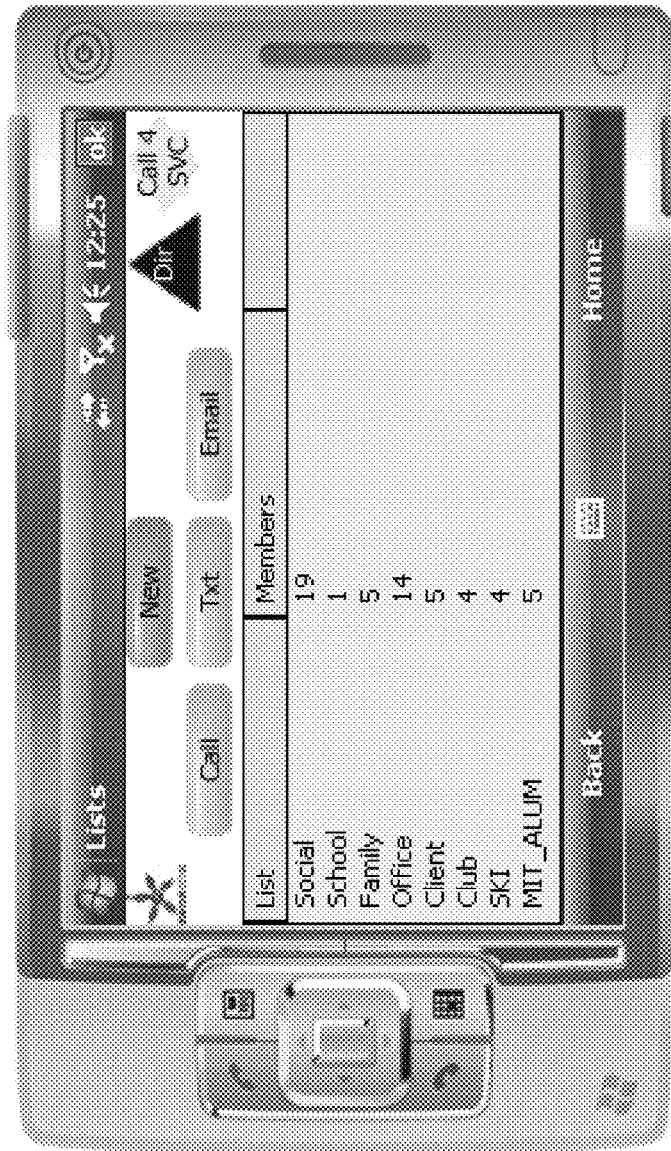 Lists 12:25 ok
New
Call Txt Email
Dir
Call 4
SVC
List Members
Social 19
School 1
Family 5
Office 14
Client 5
Club 4
SKI 4
MIT_ALUM 5
Back Home